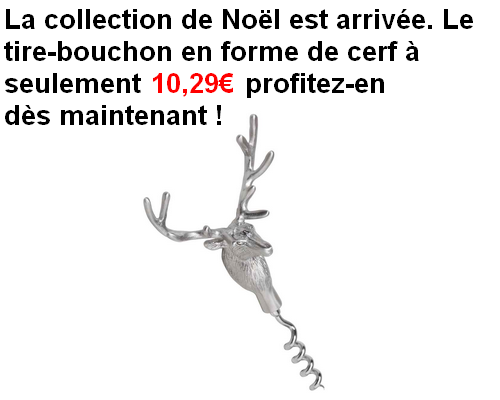 La collection de Noël est arrivée. Le
tire-bouchon en forme de cerf à
seulement 10,29€ profitez-en
dès maintenant !